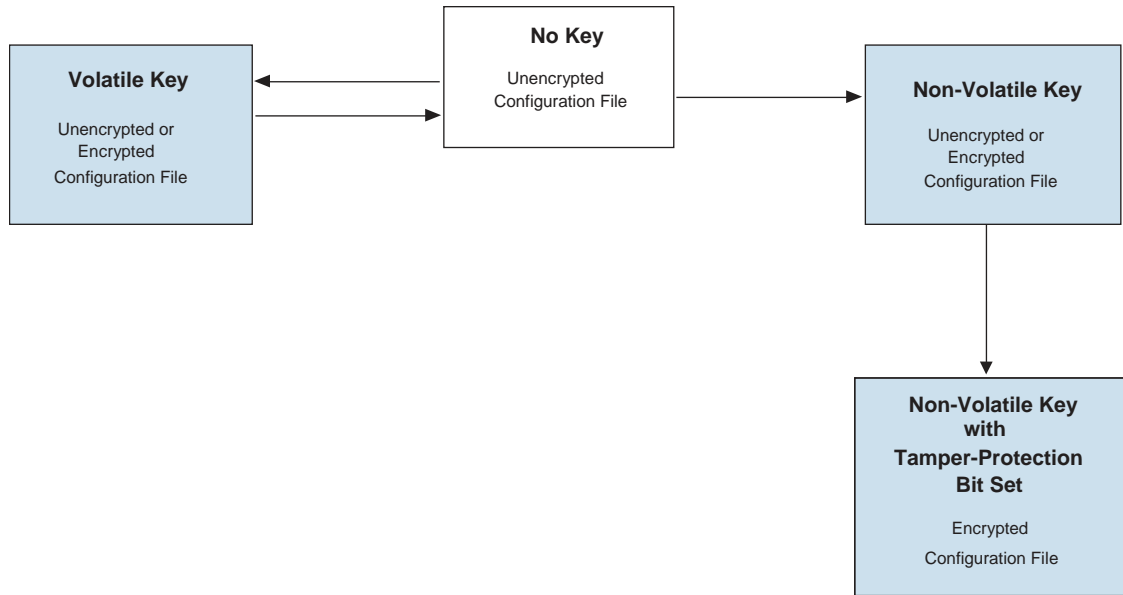 No Key
Unencrypted
Configuration File
Volatile Key
Unencrypted or
Encrypted
Configuration File
Non-Volatile Key
Unencrypted or
Encrypted
Configuration File
Non-Volatile Key
with
Tamper-Protection
Bit Set
Encrypted
Configuration File